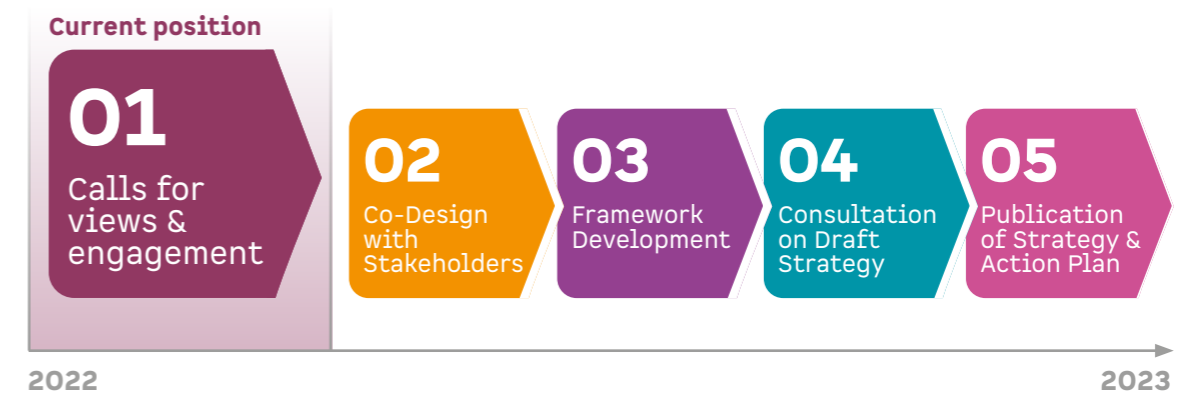 Current position
01
Calls for
views &
engagement
02
Co-Design
with
Stakeholders
03
Framework
Development
04
Consultation
on Draft
Strategy
05
Publication
of Strategy &
Action Plan
2022
2023